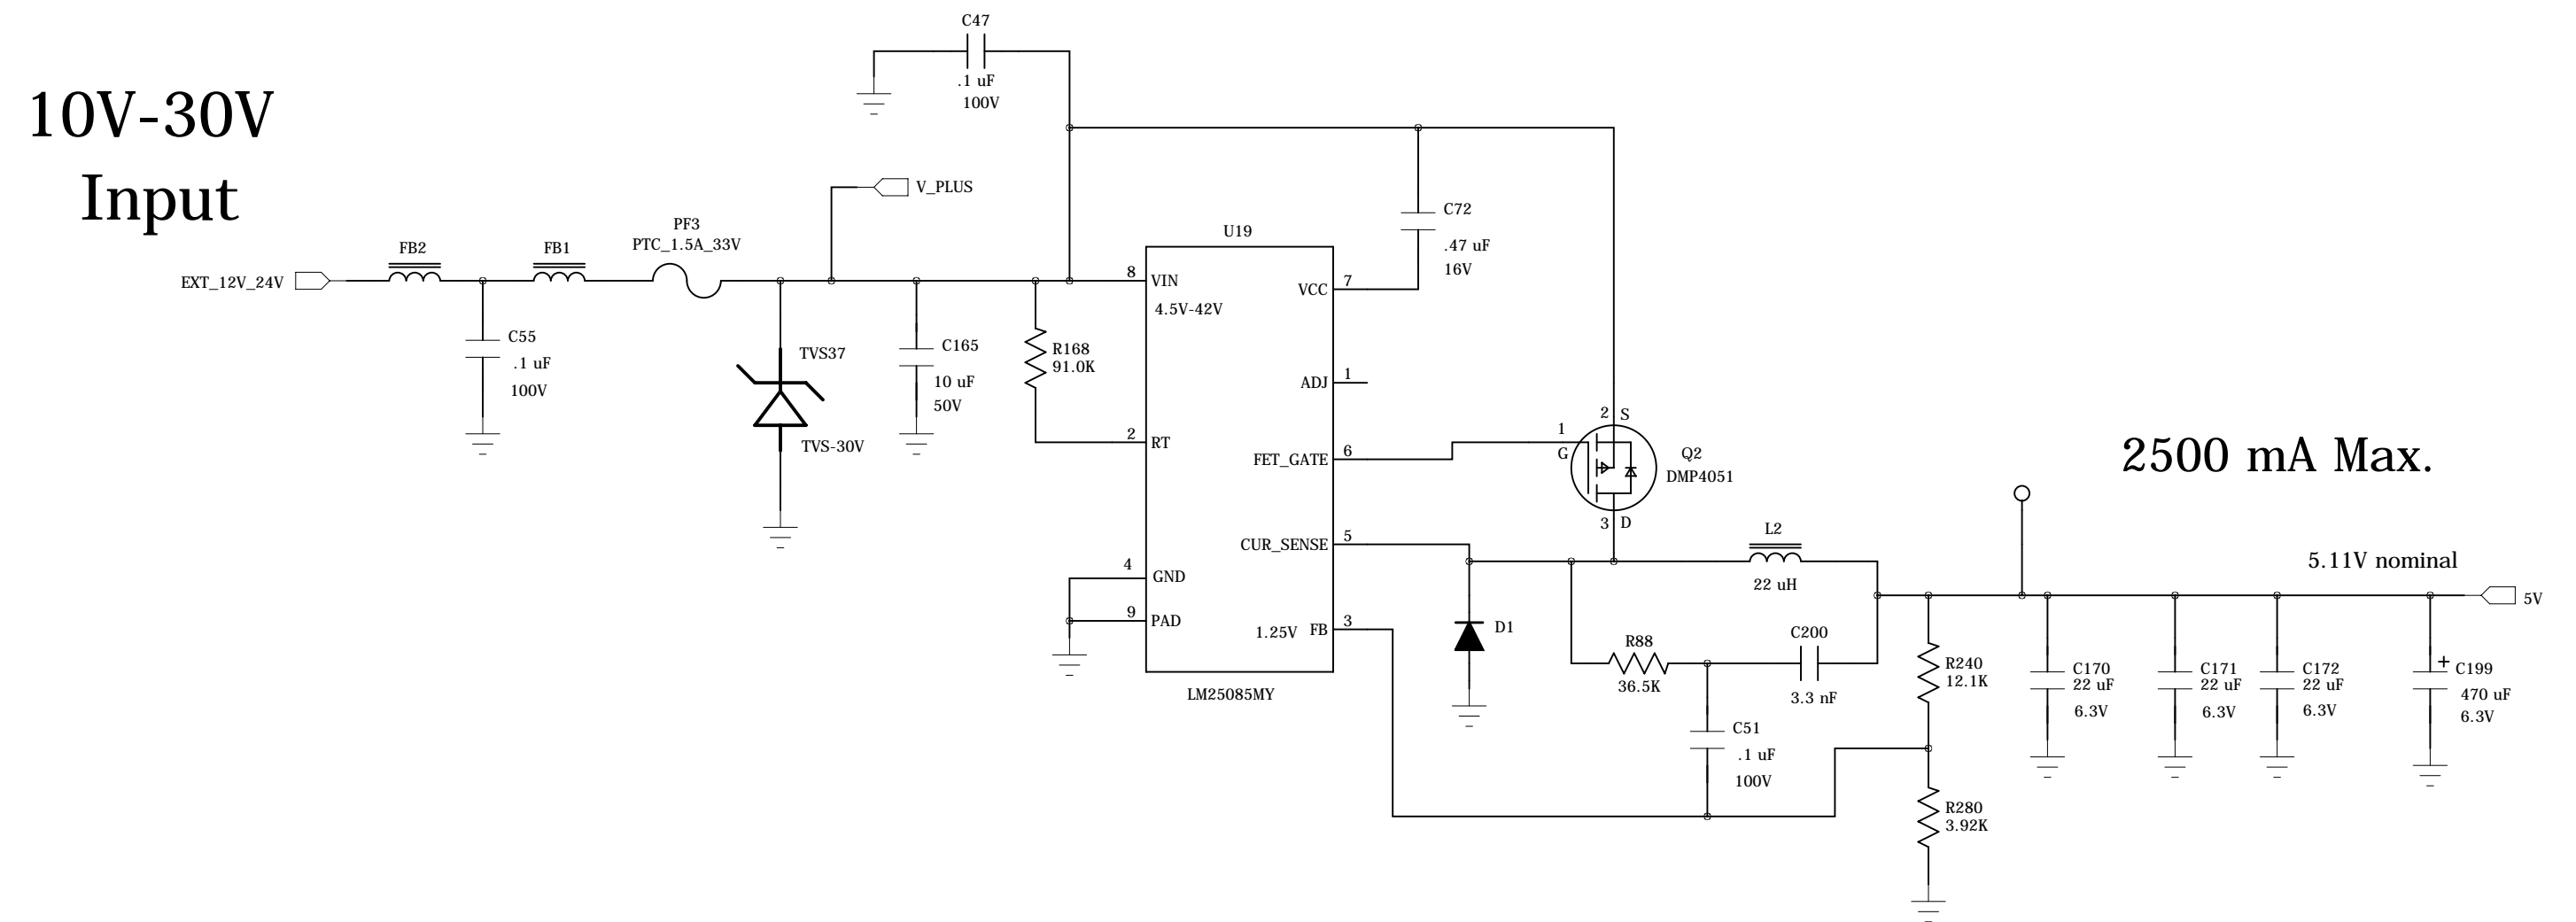 10V-30V
Input
C47
.1 uF
100V
V_PLUS
EXT_12V_24V
FB2
FB1
PF3
PTC_1.5A_33V
C55
.1 uF
100V
TVS37
TVS-30V
C165
10 uF
50V
R168
91.0K
U19
8
VIN
4.5V-42V
2
RT
4
GND
9
PAD
VCC
7
ADJ
1
FET_GATE
6
CUR_SENSE
5
1.25V
FB
3
LM25085MY
C72
.47 uF
16V
2
S
1
G
3
D
Q2
DMP4051
D1
L2
22 uH
R88
36.5K
C200
3.3 nF
C51
.1 uF
100V
R240
12.1K
R280
3.92K
2500 mA Max.
5.11V nominal
5V
C170
22 uF
6.3V
C171
22 uF
6.3V
C172
22 uF
6.3V
+
C199
470 uF
6.3V